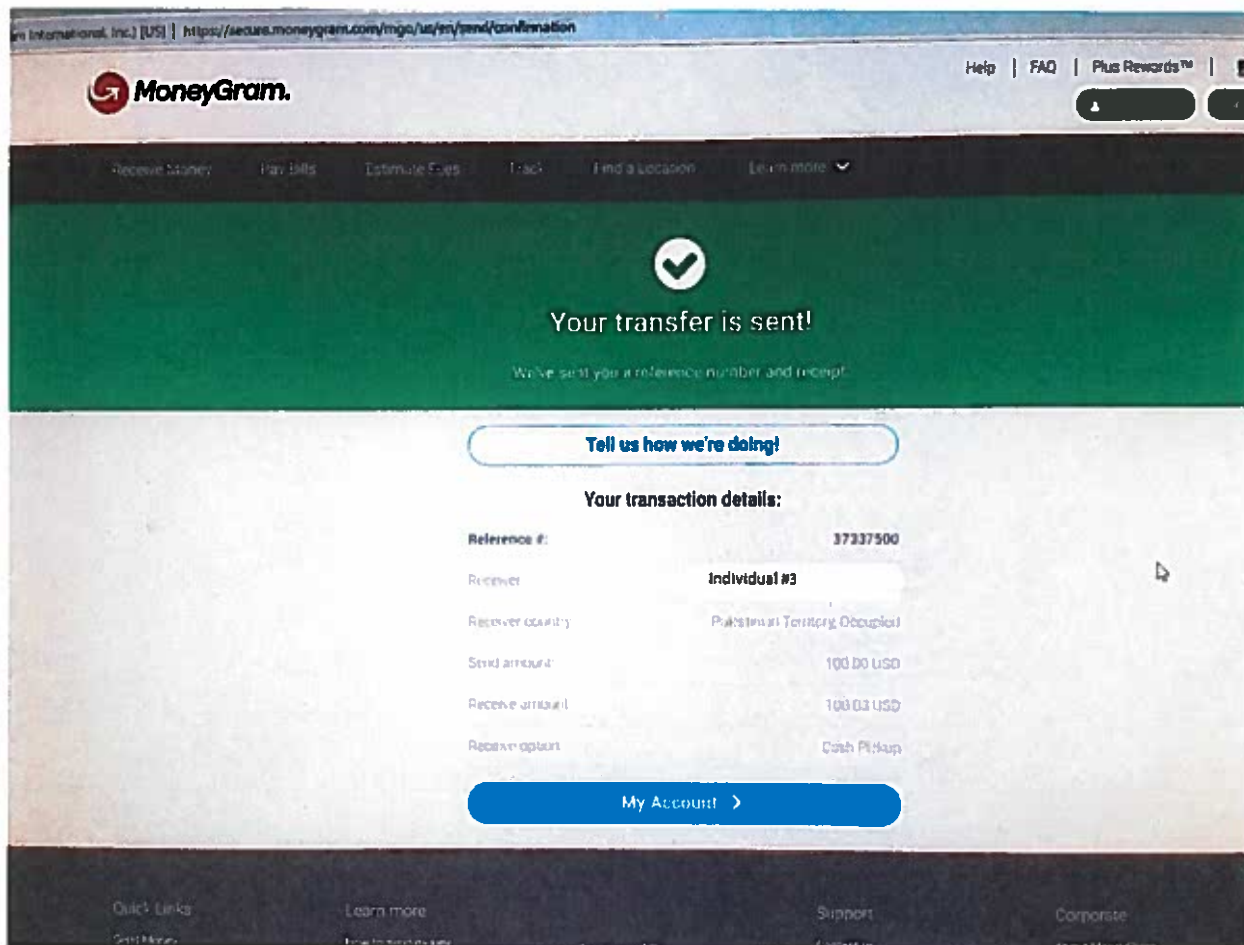 International, Inc.) [US] | https://secure.moneygram.com/mgo/us/en/send/confirmation
Help | FAQ | Plus Rewards™ |
MoneyGram.
Receive Money Pay Bills Estimate Fees Track Find a Location Learn more
Your transfer is sent!
We've sent you a reference number and receipt
Tell us how we're doing!
Your transaction details:
Reference #: 37337500
Receiver Individual #3
Receiver country Palestinian Territory, Occupied
Send amount: 100.00 USD
Receive amount 100.00 USD
Receive option Cash Pickup
My Account
Quick Links Learn more Support Corporate
Send Money